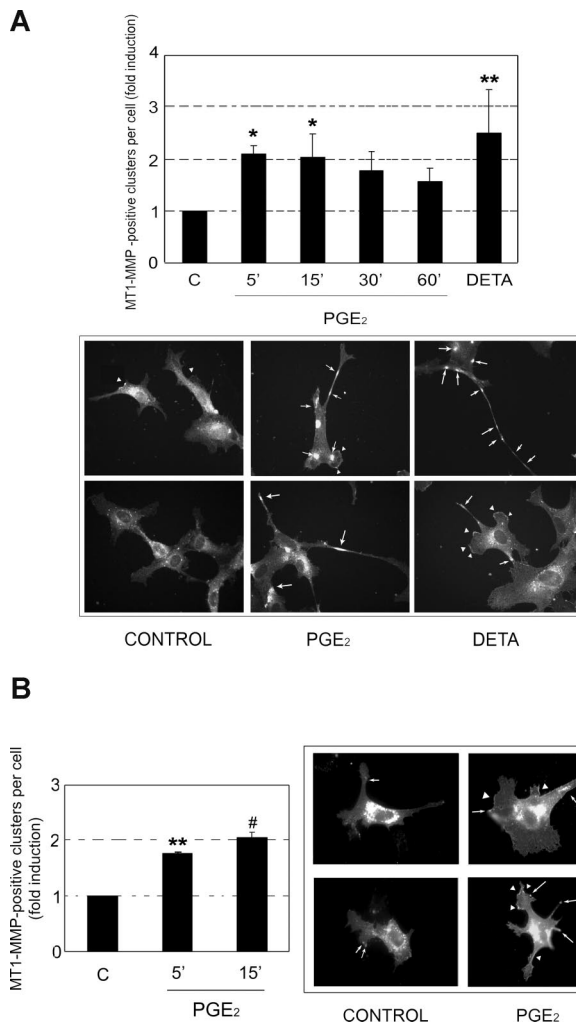 A
MT1-MMP -positive clusters per cell (fold induction)
4
3
2
1
0
*
*
**
C
5’
15’
30’
60’
DETA
PGE₂
CONTROL
PGE₂
DETA
B
MT1-MMP-positive clusters per cell
(fold induction)
3
2
1
0
**
#
C
5’
15’
PGE₂
CONTROL
PGE₂